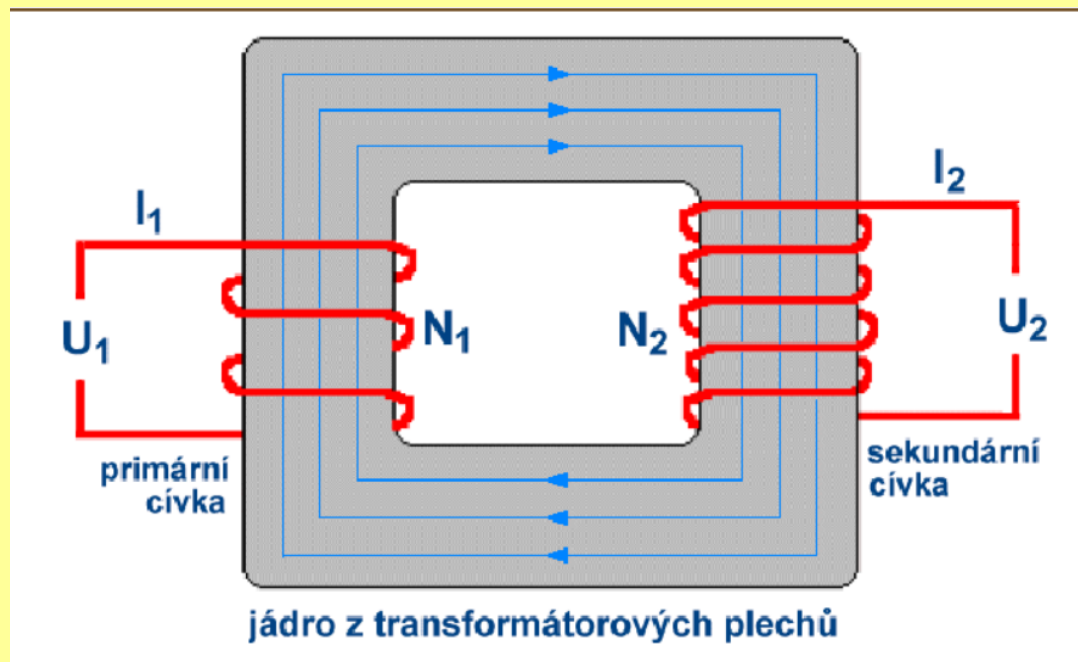 I₁
I₂
U₁
N₁
N₂
U₂
primární
cívka
sekundární
cívka
jádro z transformátorových plechů